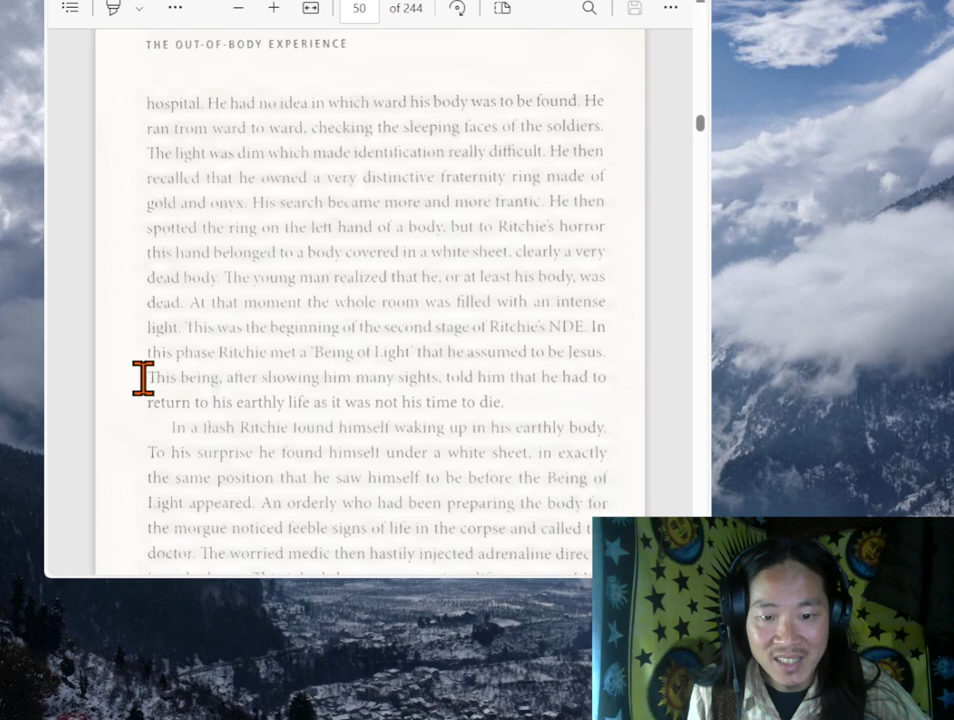 50 of 244
THE OUT-OF-BODY EXPERIENCE
hospital. He had no idea in which ward his body was to be found. He
ran from ward to ward, checking the sleeping faces of the soldiers.
The light was dim which made identification really difficult. He then
recalled that he owned a very distinctive fraternity ring made of
gold and onyx. His search became more and more frantic. He then
spotted the ring on the left hand of a body, but to Ritchie's horror
this hand belonged to a body covered in a white sheet, clearly a very
dead body. The young man realized that he, or at least his body, was
dead. At that moment the whole room was filled with an intense
light. This was the beginning of the second stage of Ritchie's NDE. In
this phase Ritchie met a 'Being of Light' that he assumed to be Jesus.
This being, after showing him many sights, told him that he had to
return to his earthly life as it was not his time to die.
In a flash Ritchie found himself waking up in his earthly body.
To his surprise he found himself under a white sheet, in exactly
the same position that he saw himself to be before the Being of
Light appeared. An orderly who had been preparing the body for
the morgue noticed feeble signs of life in the corpse and called
doctor. The worried medic then hastily injected adrenaline